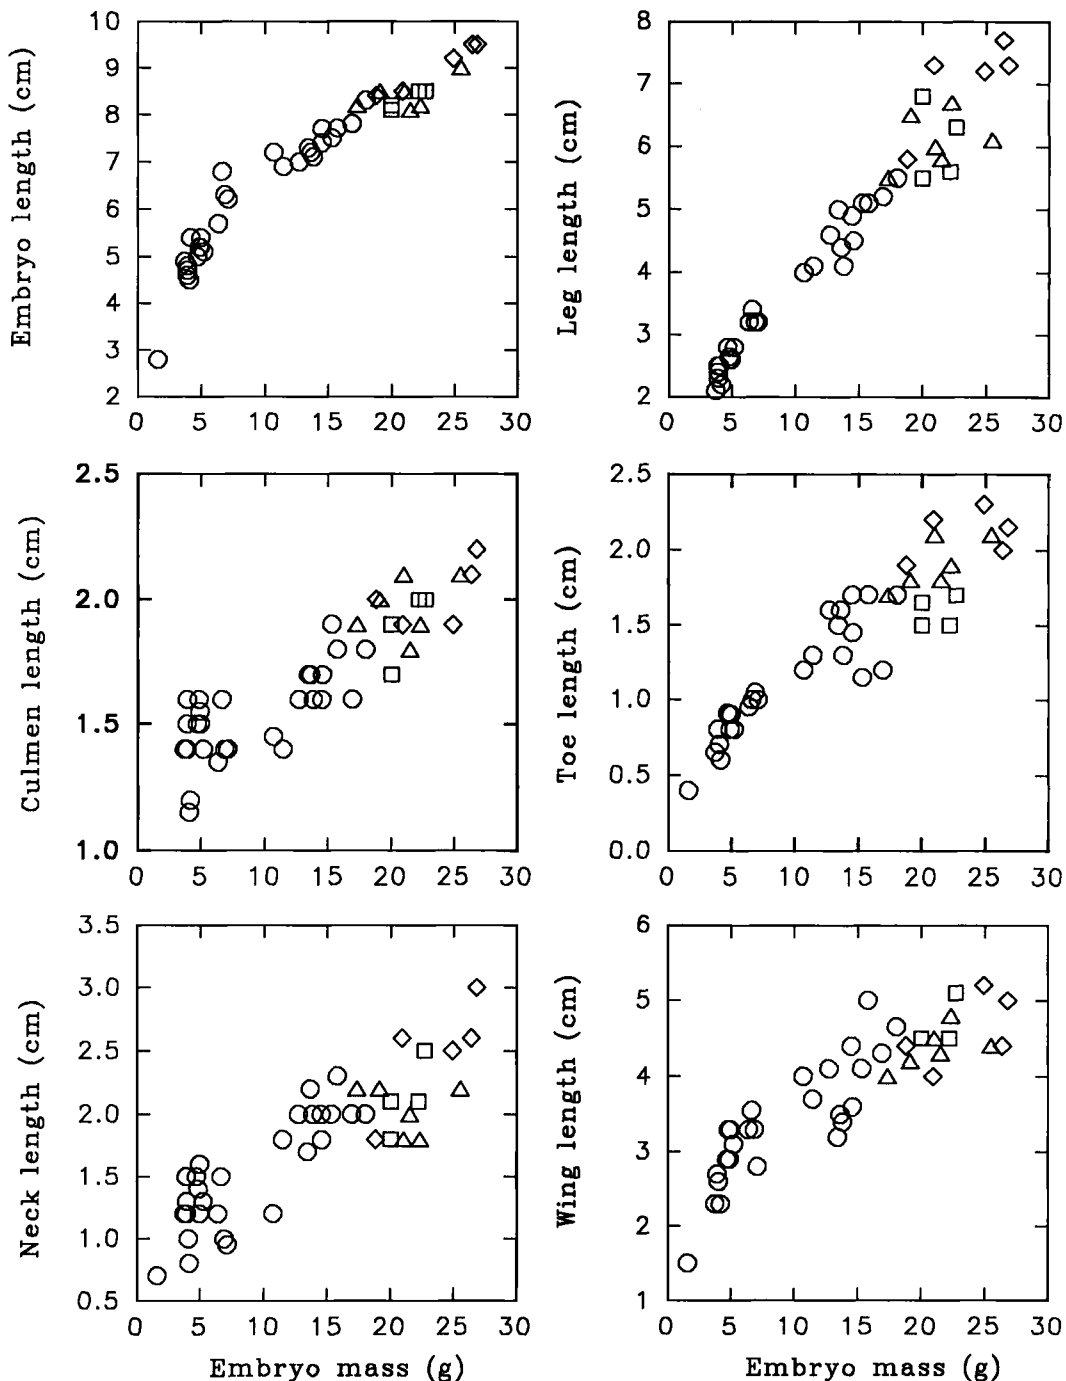 Embryo length (cm)
10
9
8
7
6
5
4
3
2
0 5 10 15 20 25 30
Leg length (cm)
8
7
6
5
4
3
2
0 5 10 15 20 25 30
Culmen length (cm)
2.5
2.0
1.5
1.0
0 5 10 15 20 25 30
Toe length (cm)
2.5
2.0
1.5
1.0
0.5
0.0
0 5 10 15 20 25 30
Neck length (cm)
3.5
3.0
2.5
2.0
1.5
1.0
0.5
0 5 10 15 20 25 30
Embryo mass (g)
Wing length (cm)
6
5
4
3
2
1
0 5 10 15 20 25 30
Embryo mass (g)